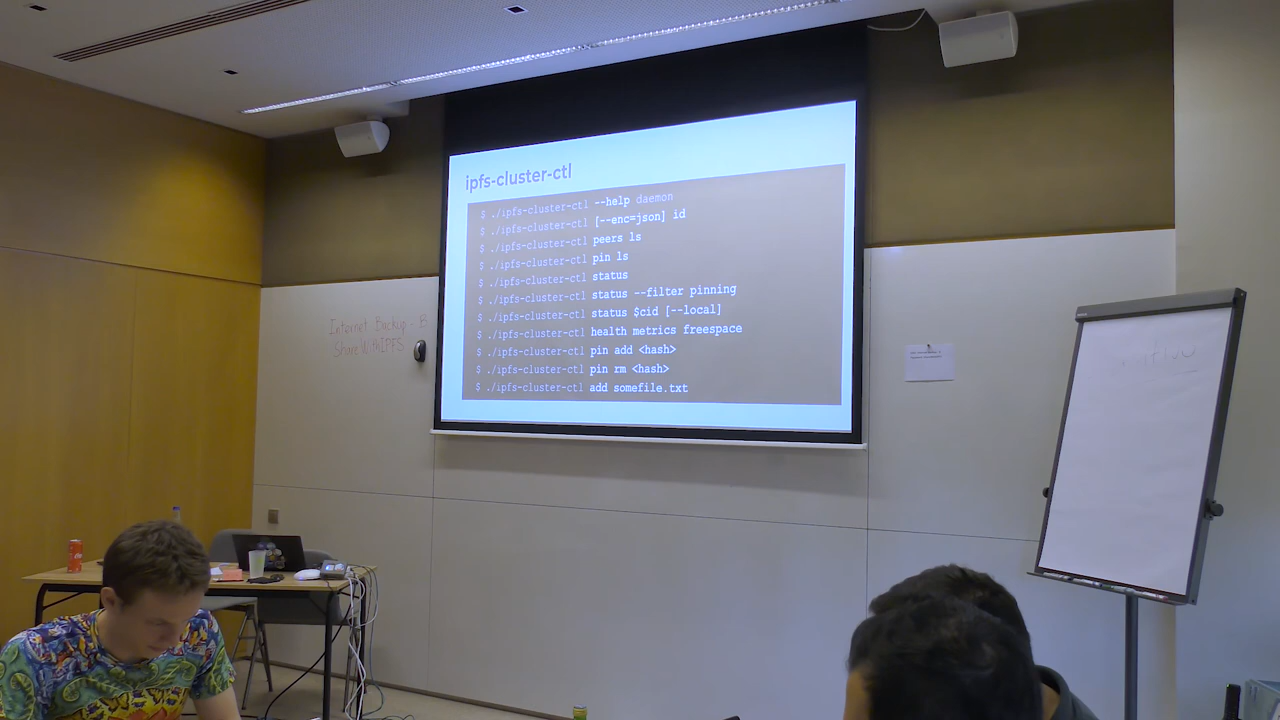 ipfs-cluster-ctl
$ ./ipfs-cluster-ctl --help daemon
$ ./ipfs-cluster-ctl [--enc=json] id
$ ./ipfs-cluster-ctl peers ls
$ ./ipfs-cluster-ctl pin ls
$ ./ipfs-cluster-ctl status
$ ./ipfs-cluster-ctl status --filter pinning
$ ./ipfs-cluster-ctl status $cid [--local]
$ ./ipfs-cluster-ctl health metrics freespace
$ ./ipfs-cluster-ctl pin add <hash>
$ ./ipfs-cluster-ctl pin rm <hash>
$ ./ipfs-cluster-ctl add somefile.txt
Internet Backup - B
ShareWithIPFS